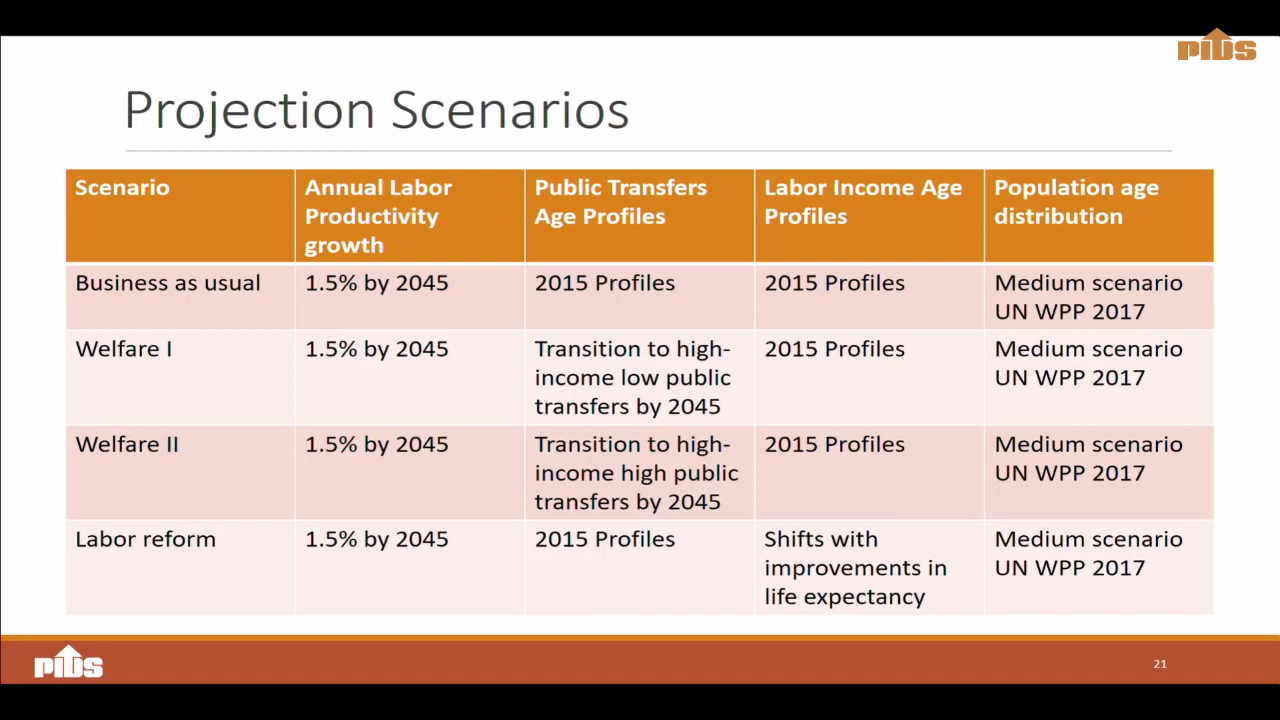 PIDS
Projection Scenarios
Scenario
Annual Labor
Productivity
growth
Public Transfers
Age Profiles
Labor Income Age
Profiles
Population age
distribution
Business as usual
1.5% by 2045
2015 Profiles
2015 Profiles
Medium scenario
UN WPP 2017
Welfare I
1.5% by 2045
Transition to high-
income low public
transfers by 2045
2015 Profiles
Medium scenario
UN WPP 2017
Welfare II
1.5% by 2045
Transition to high-
income high public
transfers by 2045
2015 Profiles
Medium scenario
UN WPP 2017
Labor reform
1.5% by 2045
2015 Profiles
Shifts with
improvements in
life expectancy
Medium scenario
UN WPP 2017
PIDS
21